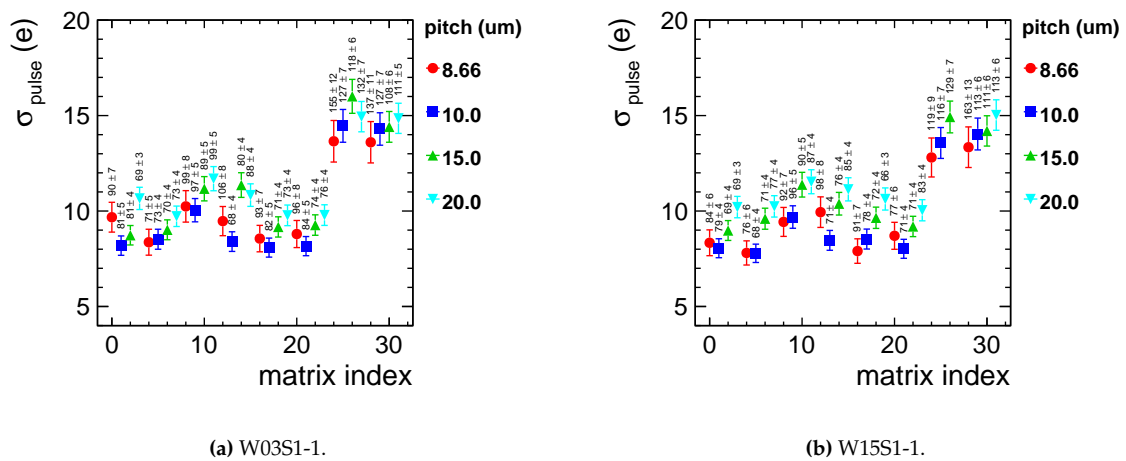 σpulse (e)
20
15
10
5
90 ± 7
81 ± 5
81 ± 4
69 ± 3
71 ± 5
73 ± 4
70 ± 4
73 ± 4
99 ± 8
97 ± 5
89 ± 5
99 ± 5
106 ± 8
68 ± 4
80 ± 4
88 ± 4
93 ± 7
82 ± 5
71 ± 4
73 ± 4
96 ± 8
84 ± 5
74 ± 4
76 ± 4
155 ± 12
127 ± 7
118 ± 6
132 ± 7
137 ± 11
127 ± 7
108 ± 6
111 ± 5
0 10 20 30
matrix index
pitch (um)
8.66
10.0
15.0
20.0
(a) W03S1-1.
σpulse (e)
20
15
10
5
84 ± 6
79 ± 4
69 ± 4
69 ± 3
76 ± 6
68 ± 4
71 ± 4
77 ± 4
92 ± 7
96 ± 5
90 ± 5
87 ± 4
98 ± 8
71 ± 4
76 ± 4
85 ± 4
91 ± 7
78 ± 4
72 ± 4
66 ± 3
77 ± 6
71 ± 4
71 ± 4
83 ± 4
119 ± 9
116 ± 7
129 ± 7
163 ± 13
113 ± 6
111 ± 6
113 ± 6
0 10 20 30
matrix index
pitch (um)
8.66
10.0
15.0
20.0
(b) W15S1-1.